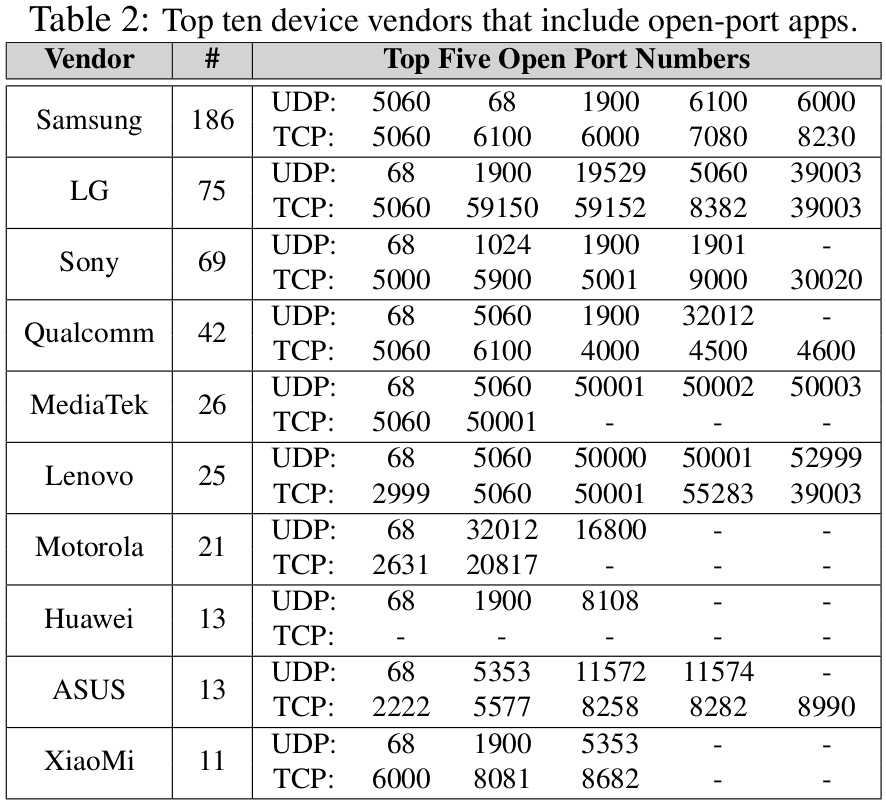 Table 2: Top ten device vendors that include open-port apps.
Vendor # Top Five Open Port Numbers
Samsung 186 UDP: 5060 68 1900 6100 6000
TCP: 5060 6100 6000 7080 8230
LG 75 UDP: 68 1900 19529 5060 39003
TCP: 5060 59150 59152 8382 39003
Sony 69 UDP: 68 1024 1900 1901 -
TCP: 5000 5900 5001 9000 30020
Qualcomm 42 UDP: 68 5060 1900 32012 -
TCP: 5060 6100 4000 4500 4600
MediaTek 26 UDP: 68 5060 50001 50002 50003
TCP: 5060 50001 - - -
Lenovo 25 UDP: 68 5060 50000 50001 52999
TCP: 2999 5060 50001 55283 39003
Motorola 21 UDP: 68 32012 16800 - -
TCP: 2631 20817 - - -
Huawei 13 UDP: 68 1900 8108 - -
TCP: - - - - -
ASUS 13 UDP: 68 5353 11572 11574 -
TCP: 2222 5577 8258 8282 8990
XiaoMi 11 UDP: 68 1900 5353 - -
TCP: 6000 8081 8682 - -